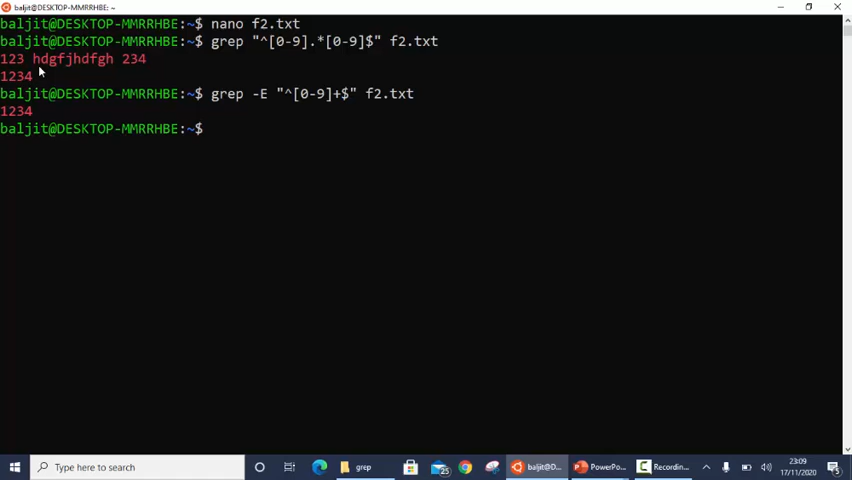 baljit@DESKTOP-MMRRHBE: ~
baljit@DESKTOP-MMRRHBE:~$ nano f2.txt
baljit@DESKTOP-MMRRHBE:~$ grep "^[0-9].*[0-9]$" f2.txt
123 hdgfjhdfgh 234
1234
baljit@DESKTOP-MMRRHBE:~$ grep -E "^[0-9]+$" f2.txt
1234
baljit@DESKTOP-MMRRHBE:~$
Type here to search
grep
25
baljit@D...
PowerPo...
Recordin...
23:09
17/11/2020
5